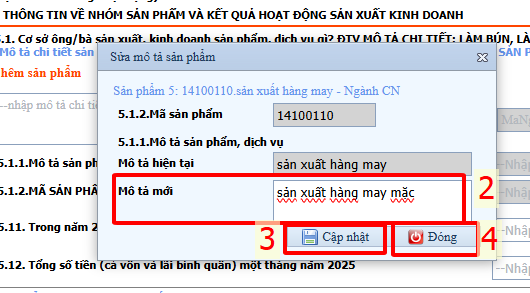 THÔNG TIN VỀ NHÓM SẢN PHẨM VÀ KẾT QUẢ HOẠT ĐỘNG SẢN XUẤT KINH DOANH
5.1. Cơ sở ông/bà sản xuất, kinh doanh sản phẩm, dịch vụ gì? ĐTV MÔ TẢ CHI TIẾT: LÀM BÚN, LÀ
Mô tả chi tiết sản
SẢN P
Sửa mô tả sản phẩm
hêm sản phẩm
Sản phẩm 5: 14100110.sản xuất hàng may - Ngành CN
--nhập mô tả chi tiế
5.1.2.Mã sản phẩm
14100110
MaNg
5.1.1.Mô tả sản phẩm, dịch vụ
5.1.1.Mô tả sản ph
Mô tả hiện tại
sản xuất hàng may
--Nhập
5.1.2.MÃ SẢN PHẨ
Mô tả mới
sản xuất hàng may mặc
2
--Nhập
5.11. Trong năm 2
3
Cập nhật
Đóng
4
--Nhập
5.12. Tổng số tiền (cả vốn và lãi bình quân) một tháng năm 2025
--Nhập